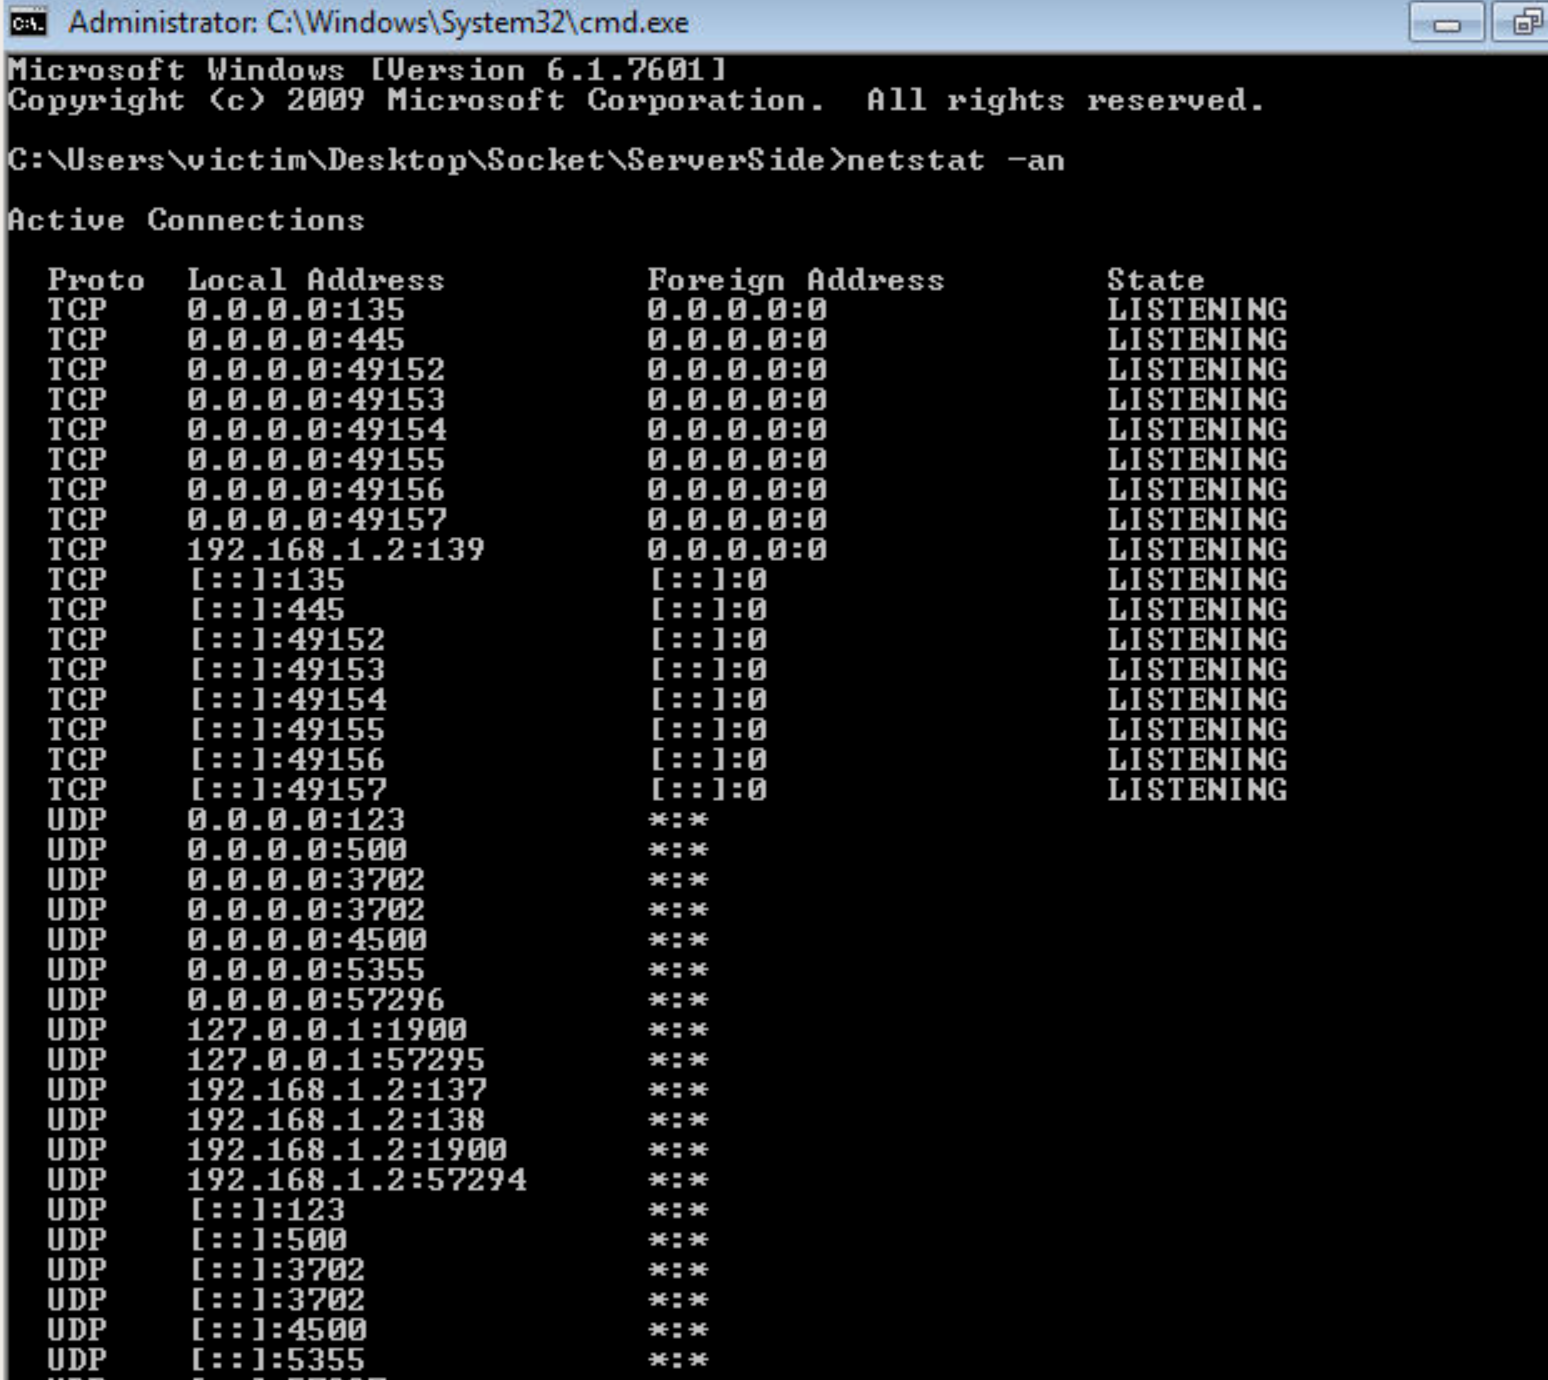 Administrator: C:\Windows\System32\cmd.exe
Microsoft Windows [Version 6.1.7601]
Copyright (c) 2009 Microsoft Corporation.  All rights reserved.
C:\Users\victim\Desktop\Socket\ServerSide>netstat -an
Active Connections
Proto  Local Address          Foreign Address        State
TCP    0.0.0.0:135            0.0.0.0:0              LISTENING
TCP    0.0.0.0:445            0.0.0.0:0              LISTENING
TCP    0.0.0.0:49152          0.0.0.0:0              LISTENING
TCP    0.0.0.0:49153          0.0.0.0:0              LISTENING
TCP    0.0.0.0:49154          0.0.0.0:0              LISTENING
TCP    0.0.0.0:49155          0.0.0.0:0              LISTENING
TCP    0.0.0.0:49156          0.0.0.0:0              LISTENING
TCP    0.0.0.0:49157          0.0.0.0:0              LISTENING
TCP    192.168.1.2:139        0.0.0.0:0              LISTENING
TCP    [::]:135               [::]:0                 LISTENING
TCP    [::]:445               [::]:0                 LISTENING
TCP    [::]:49152             [::]:0                 LISTENING
TCP    [::]:49153             [::]:0                 LISTENING
TCP    [::]:49154             [::]:0                 LISTENING
TCP    [::]:49155             [::]:0                 LISTENING
TCP    [::]:49156             [::]:0                 LISTENING
TCP    [::]:49157             [::]:0                 LISTENING
UDP    0.0.0.0:123            *:*
UDP    0.0.0.0:500            *:*
UDP    0.0.0.0:3702           *:*
UDP    0.0.0.0:3702           *:*
UDP    0.0.0.0:4500           *:*
UDP    0.0.0.0:5355           *:*
UDP    0.0.0.0:57296          *:*
UDP    127.0.0.1:1900         *:*
UDP    127.0.0.1:57295        *:*
UDP    192.168.1.2:137        *:*
UDP    192.168.1.2:138        *:*
UDP    192.168.1.2:1900       *:*
UDP    192.168.1.2:57294      *:*
UDP    [::]:123               *:*
UDP    [::]:500               *:*
UDP    [::]:3702              *:*
UDP    [::]:3702              *:*
UDP    [::]:4500              *:*
UDP    [::]:5355              *:*